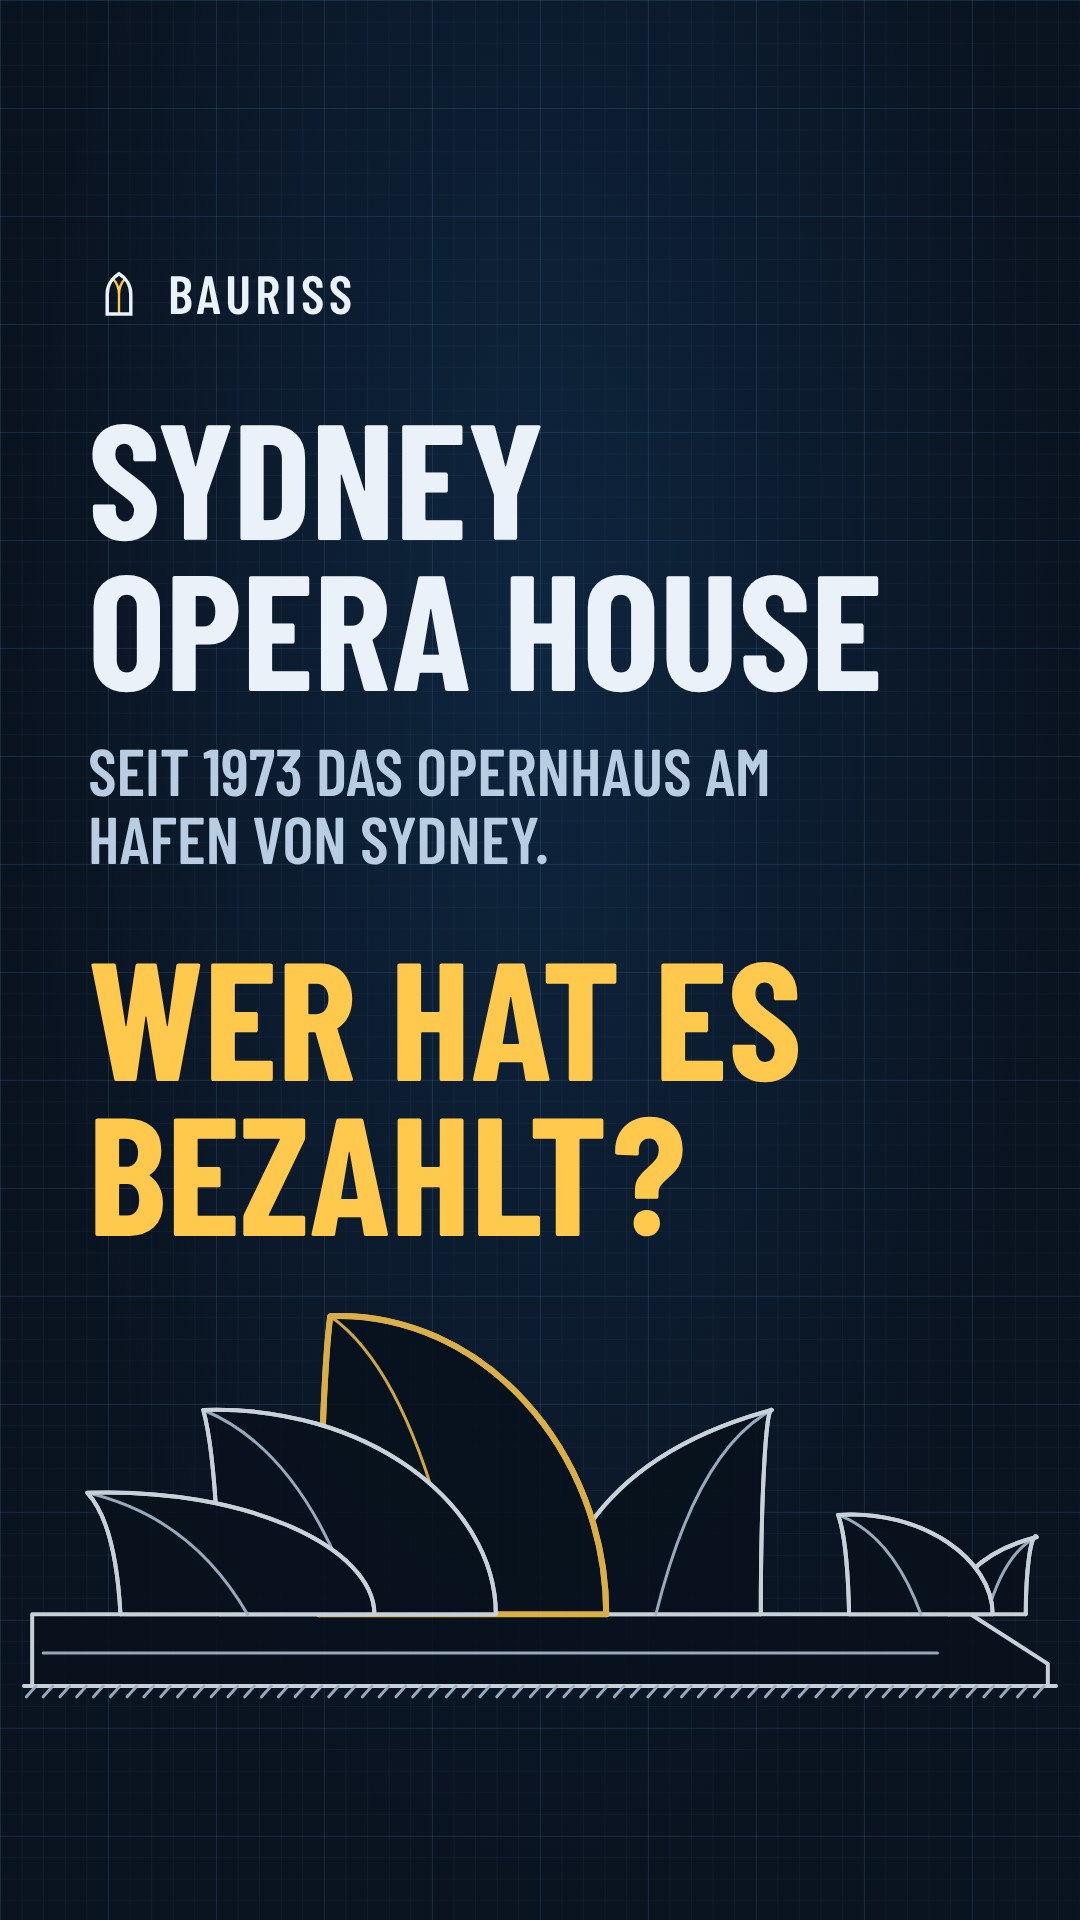 BAURISS
SYDNEY
OPERA HOUSE
SEIT 1973 DAS OPERNHAUS AM
HAFEN VON SYDNEY.
WER HAT ES
BEZAHLT?